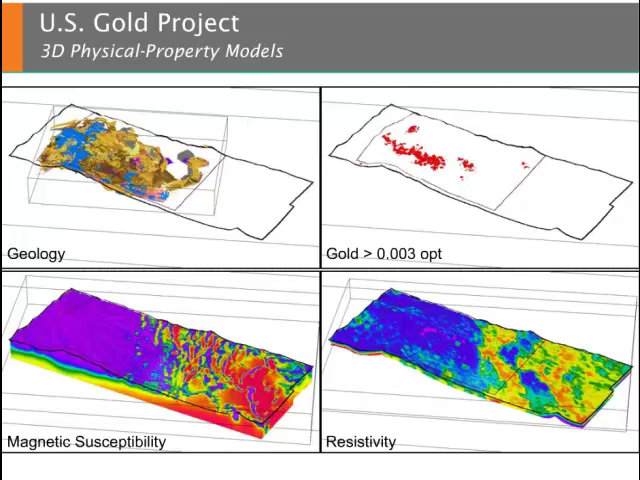 U.S. Gold Project
3D Physical-Property Models
Geology
Gold > 0.003 opt
Magnetic Susceptibility
Resistivity